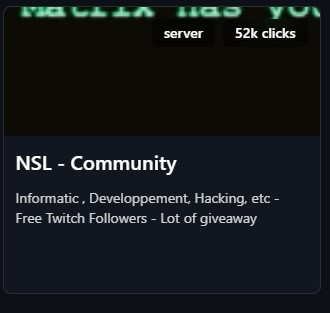 Matrix has you
server
52k clicks
NSL - Community
Informatic , Developpement, Hacking, etc -
Free Twitch Followers - Lot of giveaway